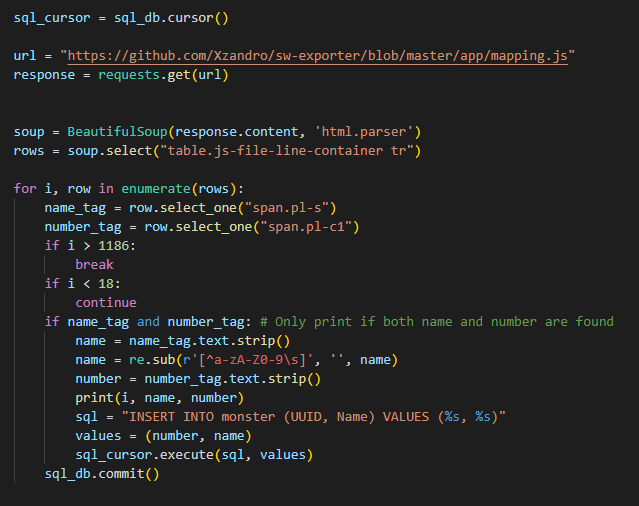 sql_cursor = sql_db.cursor()
url = "https://github.com/Xzandro/sw-exporter/blob/master/app/mapping.js"
response = requests.get(url)
soup = BeautifulSoup(response.content, 'html.parser')
rows = soup.select("table.js-file-line-container tr")
for i, row in enumerate(rows):
    name_tag = row.select_one("span.pl-s")
    number_tag = row.select_one("span.pl-c1")
    if i > 1186:
        break
    if i < 18:
        continue
    if name_tag and number_tag: # Only print if both name and number are found
        name = name_tag.text.strip()
        name = re.sub(r'[^a-zA-Z0-9\s]', '', name)
        number = number_tag.text.strip()
        print(i, name, number)
        sql = "INSERT INTO monster (UUID, Name) VALUES (%s, %s)"
        values = (number, name)
        sql_cursor.execute(sql, values)
    sql_db.commit()